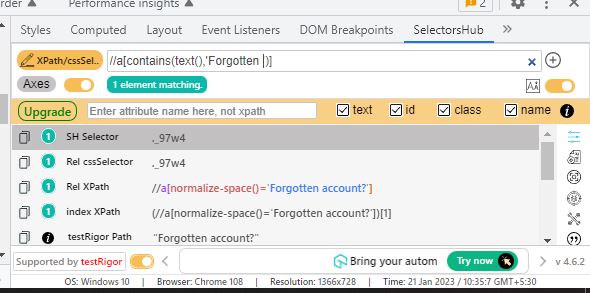 Performance insights 2
Styles Computed Layout Event Listeners DOM Breakpoints SelectorsHub
XPath/cssSel.. //a[contains(text(),'Forgotten )]
Axes 1 element matching.
Upgrade Enter attribute name here, not xpath text id class name
1 SH Selector ._97w4
1 Rel cssSelector ._97w4
1 Rel XPath //a[normalize-space()='Forgotten account?']
1 index XPath (//a[normalize-space()='Forgotten account?'])[1]
testRigor Path "Forgotten account?"
Supported by testRigor Bring your autom Try now v 4.6.2
OS: Windows 10 | Browser: Chrome 108 | Resolution: 1366x728 | Time: 21 Jan 2023 / 10:35:7 GMT+5:30